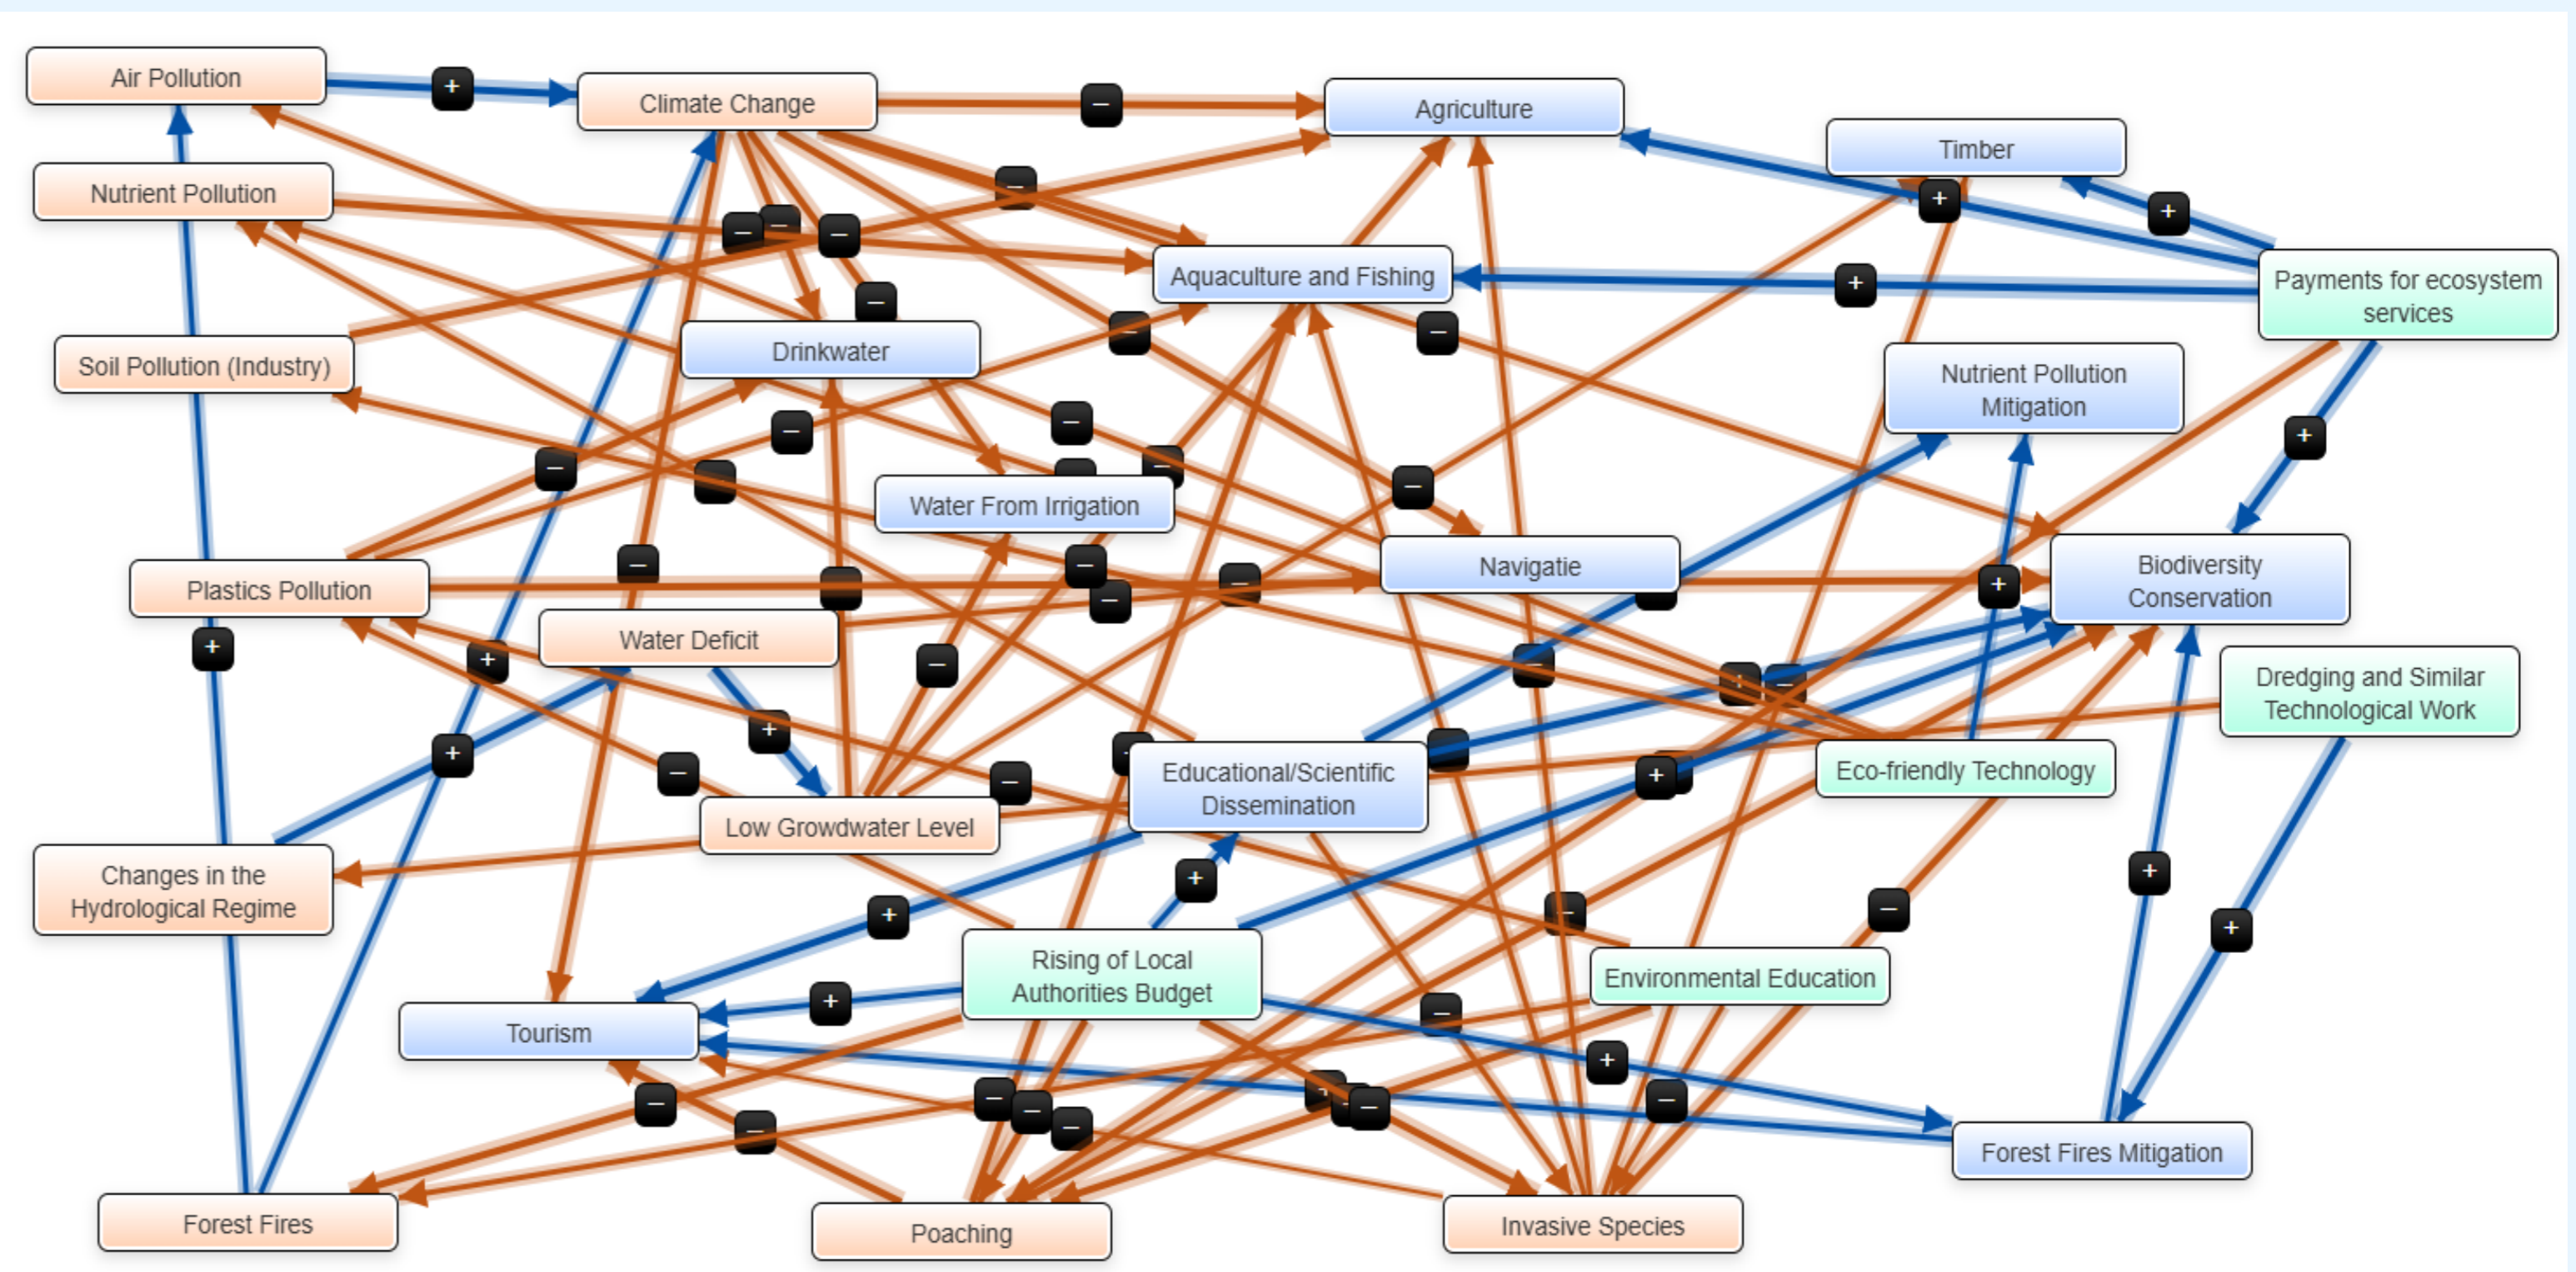 Air Pollution
Climate Change
Agriculture
Timber
Nutrient Pollution
Aquaculture and Fishing
Payments for ecosystem
services
Drinkwater
Soil Pollution (Industry)
Nutrient Pollution
Mitigation
Water From Irrigation
Navigatie
Biodiversity
Conservation
Plastics Pollution
Water Deficit
Dredging and Similar
Technological Work
Educational/Scientific
Dissemination
Eco-friendly Technology
Low Growdwater Level
Changes in the
Hydrological Regime
Rising of Local
Authorities Budget
Environmental Education
Tourism
Forest Fires Mitigation
Forest Fires
Poaching
Invasive Species